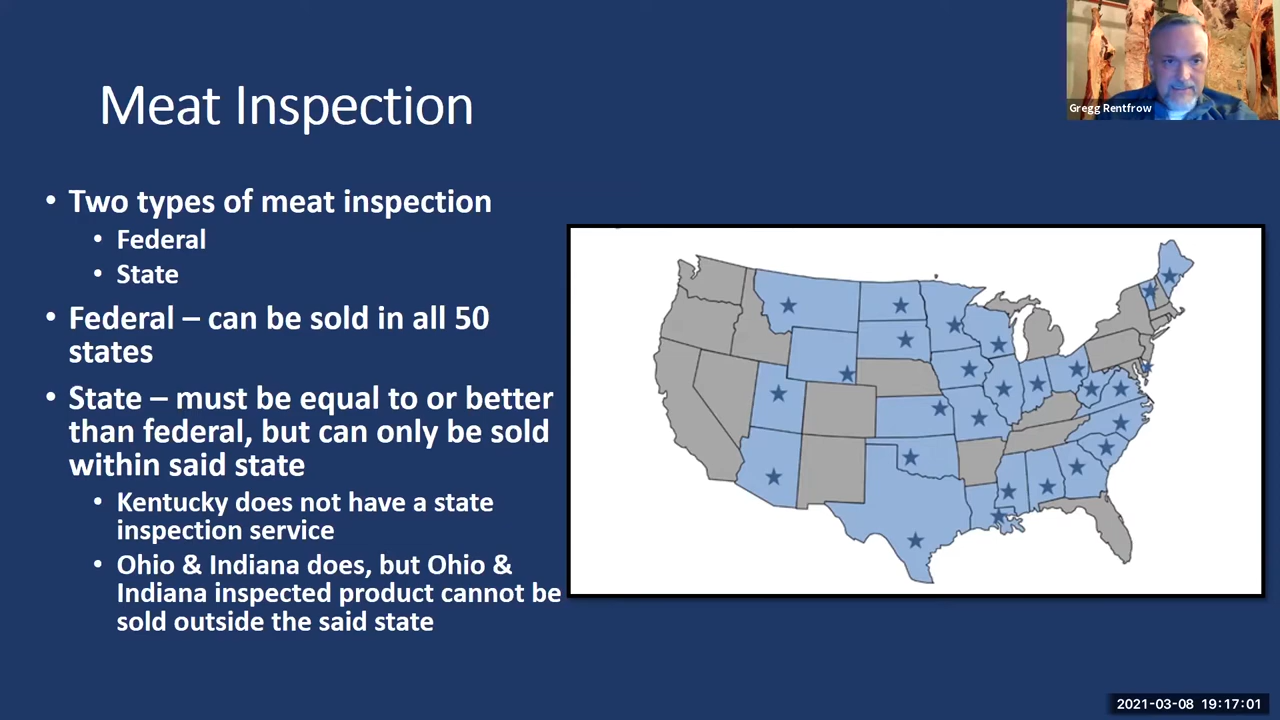 Gregg Rentfrow
Meat Inspection
• Two types of meat inspection
• Federal
• State
• Federal – can be sold in all 50
states
• State – must be equal to or better
than federal, but can only be sold
within said state
• Kentucky does not have a state
inspection service
• Ohio & Indiana does, but Ohio &
Indiana inspected product cannot be
sold outside the said state
2021-03-08 19:17:01